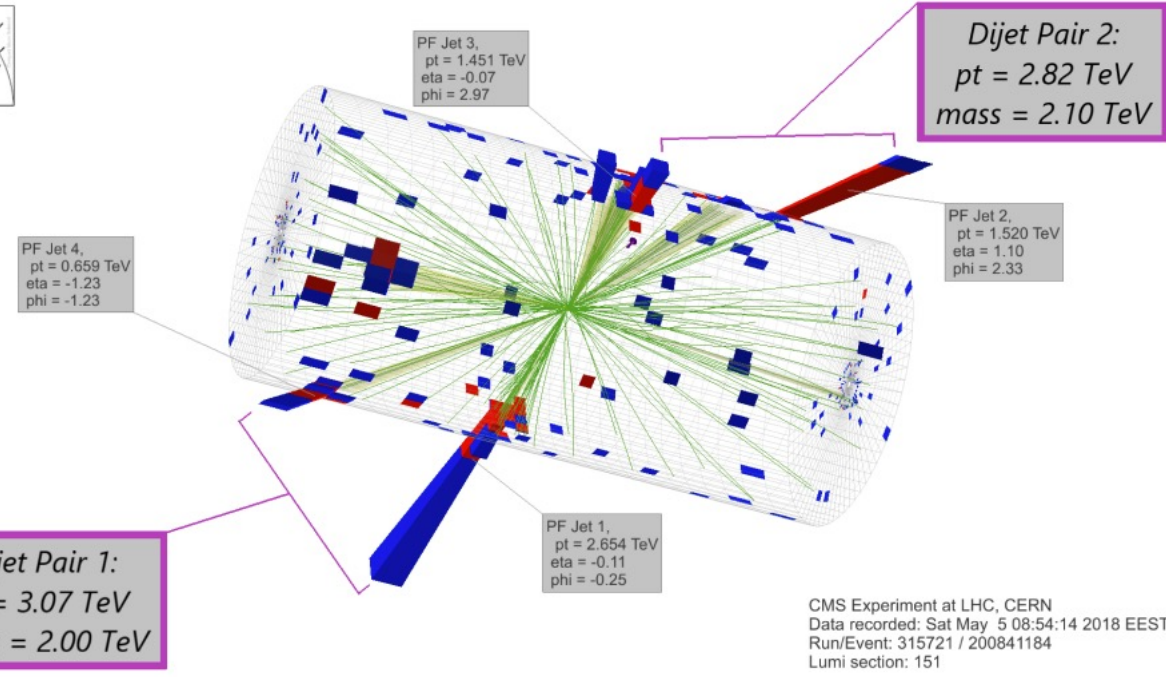 PF Jet 3,
pt = 1.451 TeV
eta = -0.07
phi = 2.97
Dijet Pair 2:
pt = 2.82 TeV
mass = 2.10 TeV
PF Jet 2,
pt = 1.520 TeV
eta = 1.10
phi = 2.33
PF Jet 4,
pt = 0.659 TeV
eta = -1.23
phi = -1.23
PF Jet 1,
pt = 2.654 TeV
eta = -0.11
phi = -0.25
jet Pair 1:
= 3.07 TeV
= 2.00 TeV
CMS Experiment at LHC, CERN
Data recorded: Sat May 5 08:54:14 2018 EEST
Run/Event: 315721 / 200841184
Lumi section: 151